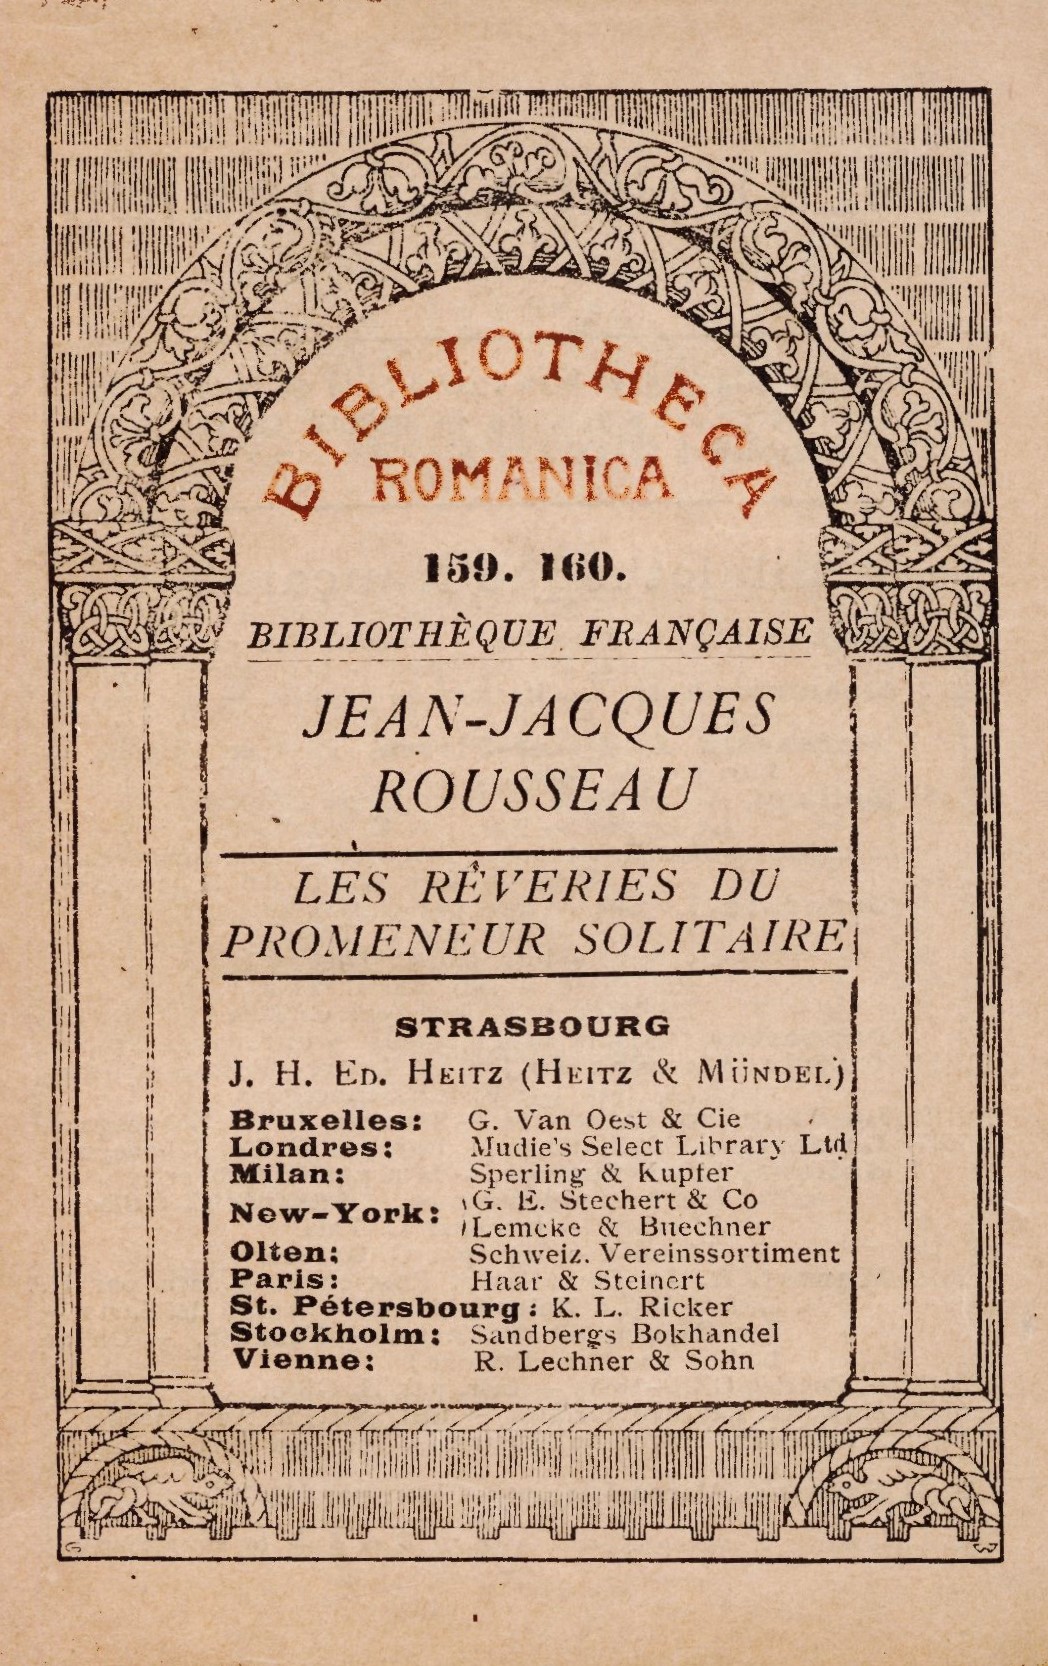 BIBLIOTHECA
ROMANICA
159. 160.
BIBLIOTHÈQUE FRANÇAISE
JEAN-JACQUES
ROUSSEAU
LES RÊVERIES DU
PROMENEUR SOLITAIRE
STRASBOURG
J. H. ED. HEITZ (HEITZ & MÜNDEL)
Bruxelles: G. Van Oest & Cie
Londres: Mudie's Select Library Ltd
Milan: Sperling & Kupfer
New-York: G. E. Stechert & Co
Lemcke & Buechner
Olten: Schweiz. Vereinssortiment
Paris: Haar & Steinert
St. Pétersbourg: K. L. Ricker
Stockholm: Sandbergs Bokhandel
Vienne: R. Lechner & Sohn
G W